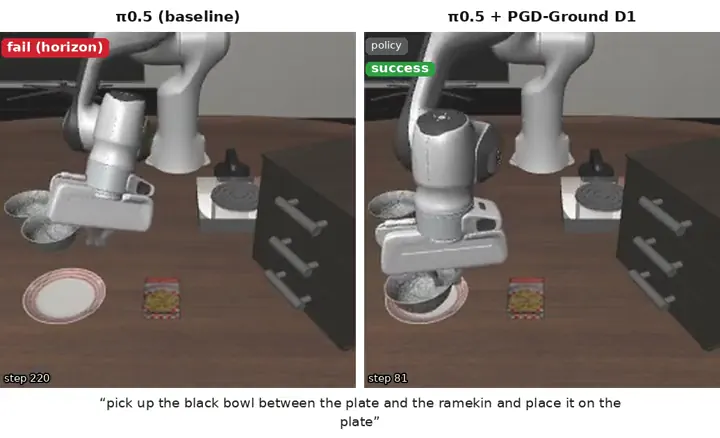 π0.5 (baseline)
π0.5 + PGD-Ground D1
fail (horizon)
policy
success
step 220
step 81
“pick up the black bowl between the plate and the ramekin and place it on the
plate”